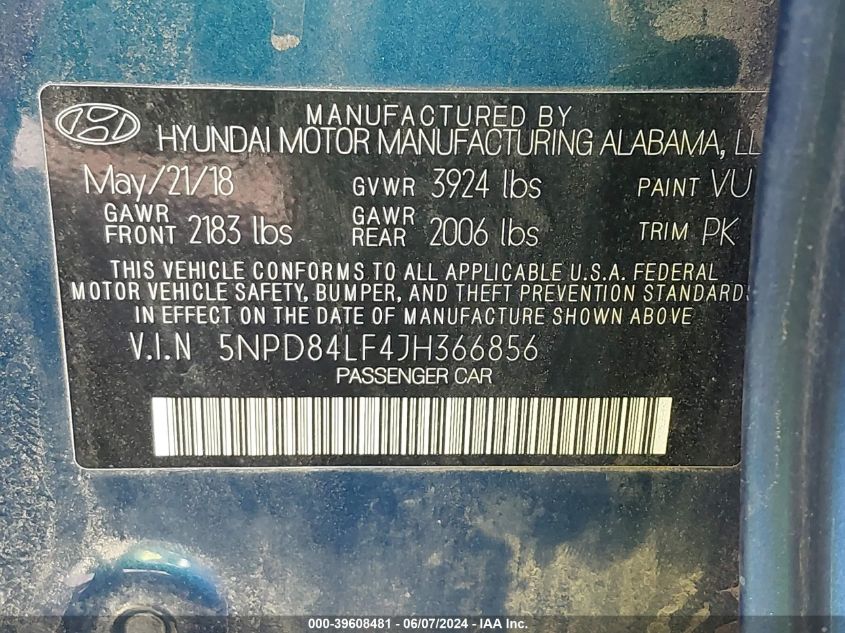 MANUFACTURED BY
HYUNDAI MOTOR MANUFACTURING ALABAMA, LL
May/21/18 GVWR 3924 lbs PAINT VU
GAWR FRONT 2183 lbs GAWR REAR 2006 lbs TRIM PK
THIS VEHICLE CONFORMS TO ALL APPLICABLE U.S.A. FEDERAL
MOTOR VEHICLE SAFETY, BUMPER, AND THEFT PREVENTION STANDARDS
IN EFFECT ON THE DATE OF MANUFACTURE SHOWN ABOVE
V.I.N 5NPD84LF4JH366856
PASSENGER CAR
000-39608481 - 06/07/2024 - IAA Inc.